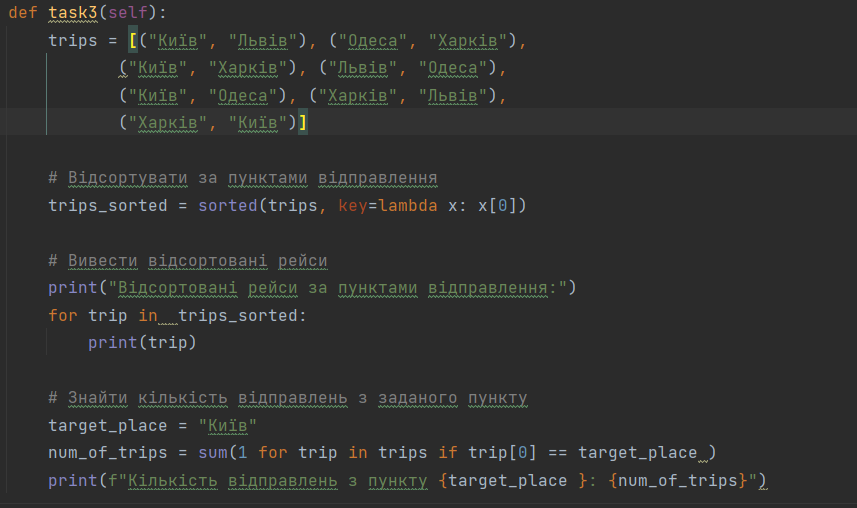 def task3(self):
    trips = [("Київ", "Львів"), ("Одеса", "Харків"),
           ("Київ", "Харків"), ("Львів", "Одеса"),
           ("Київ", "Одеса"), ("Харків", "Львів"),
           ("Харків", "Київ")]

    # Відсортувати за пунктами відправлення
    trips_sorted = sorted(trips, key=lambda x: x[0])

    # Вивести відсортовані рейси
    print("Відсортовані рейси за пунктами відправлення:")
    for trip in  trips_sorted:
        print(trip)

    # Знайти кількість відправлень з заданого пункту
    target_place = "Київ"
    num_of_trips = sum(1 for trip in trips if trip[0] == target_place )
    print(f"Кількість відправлень з пункту {target_place }: {num_of_trips}")